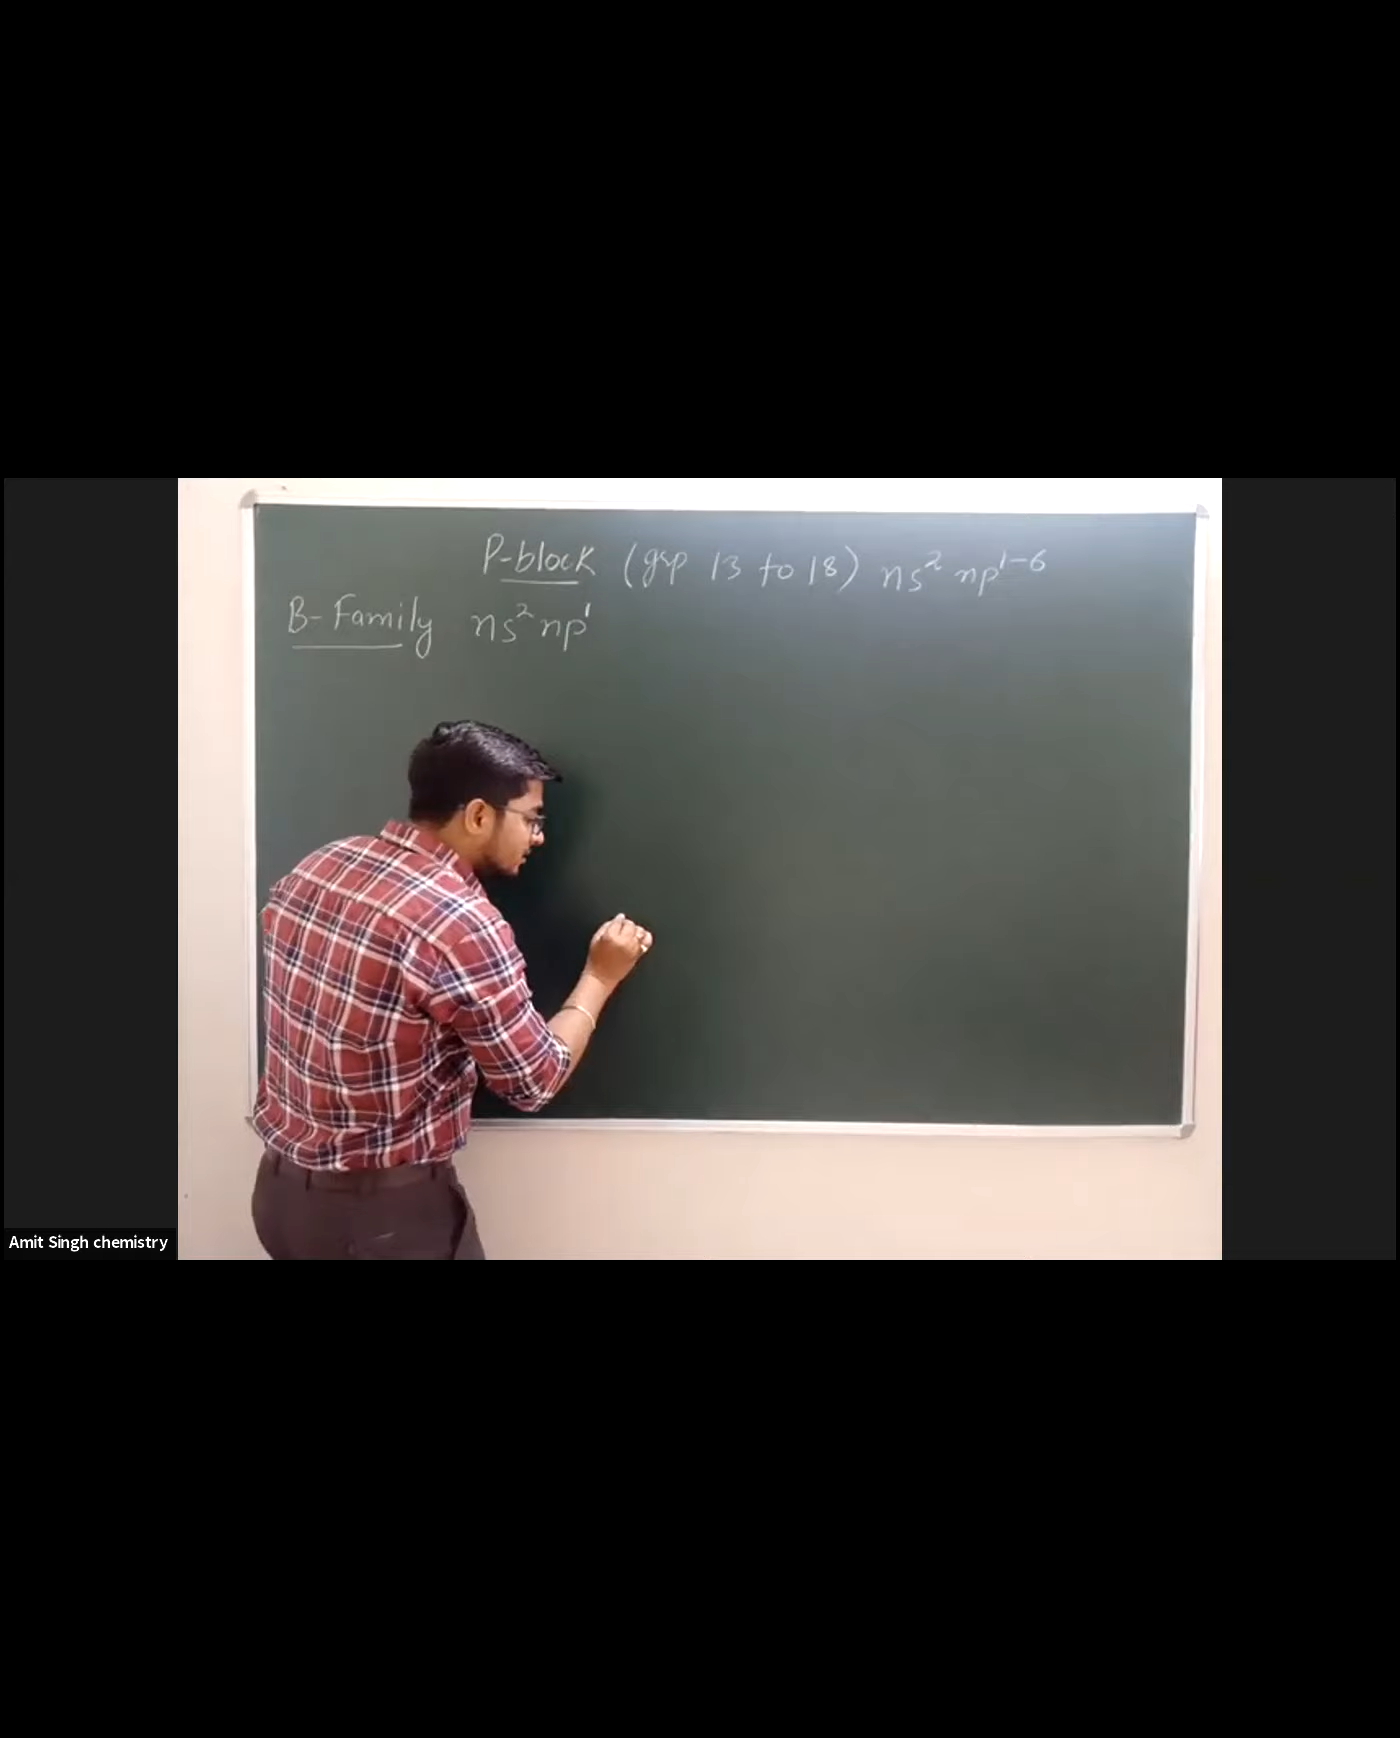 P-block (grp 13 to 18) ns² np¹⁻⁶
B-Family ns² np¹
Amit Singh chemistry